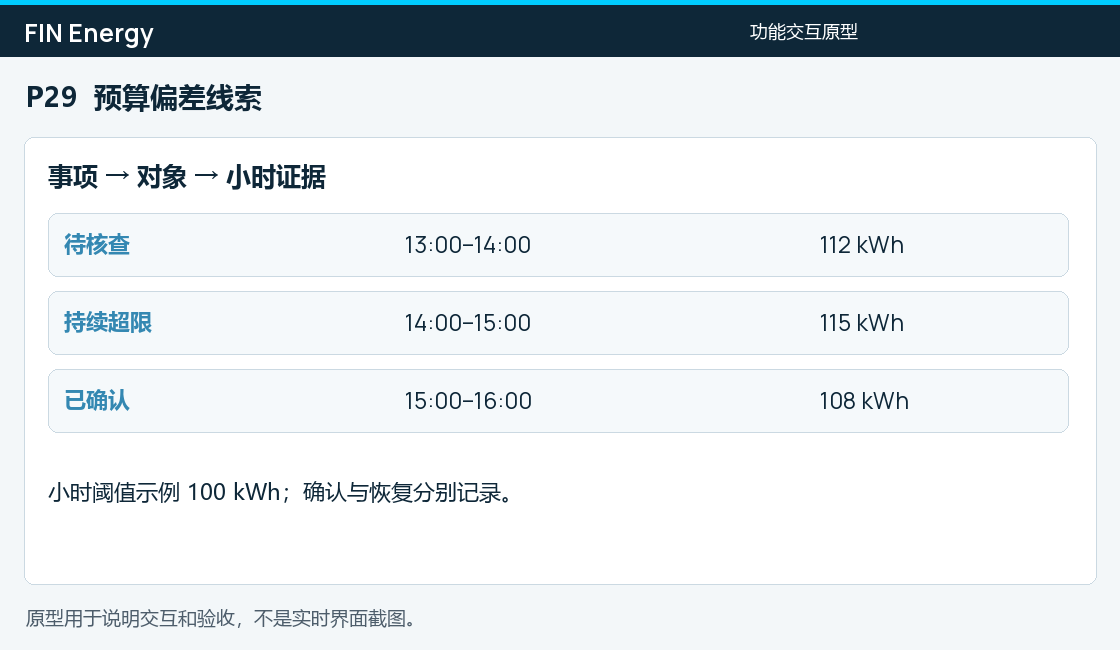 FIN Energy 功能交互原型
P29 预算偏差线索
事项 → 对象 → 小时证据
待核查 13:00–14:00 112 kWh
持续超限 14:00–15:00 115 kWh
已确认 15:00–16:00 108 kWh
小时阈值示例 100 kWh；确认与恢复分别记录。
原型用于说明交互和验收，不是实时界面截图。